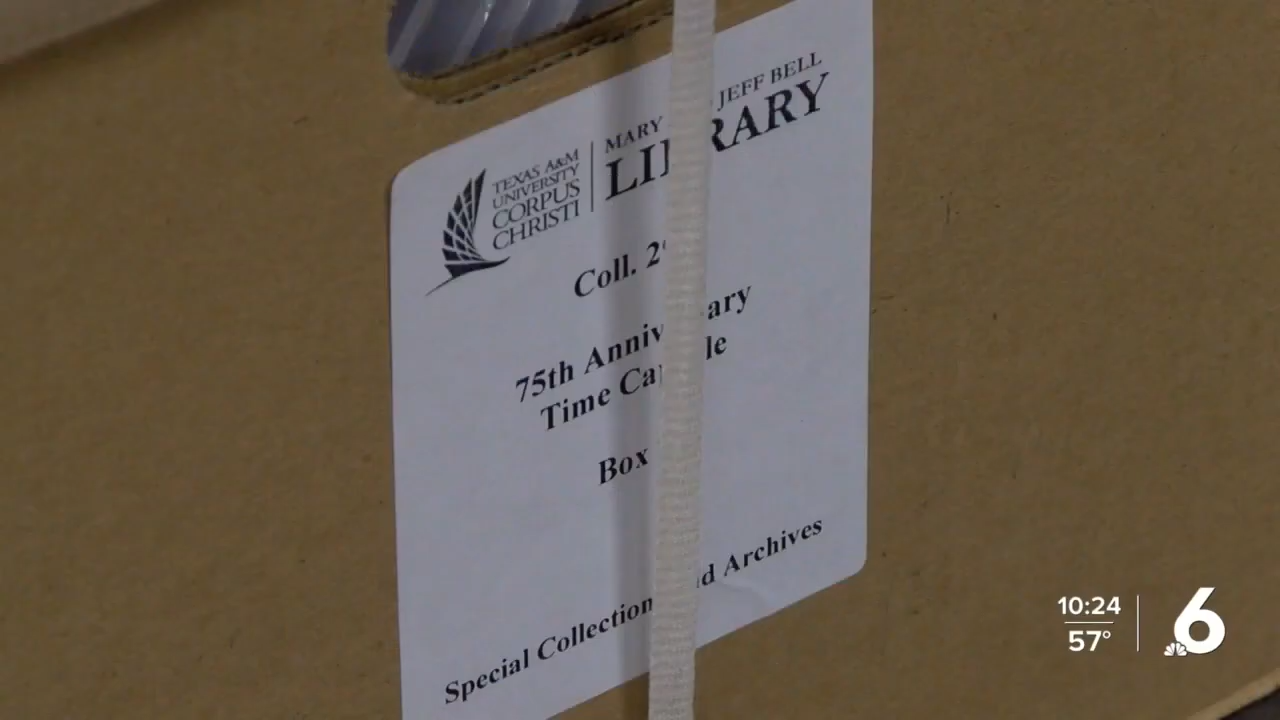 TEXAS A&M
UNIVERSITY
CORPUS
CHRISTI
MARY JEFF BELL
LI RARY
Coll. 2
75th Anniv ary
Time Ca le
Box
Special Collection d Archives
10:24
57°
6